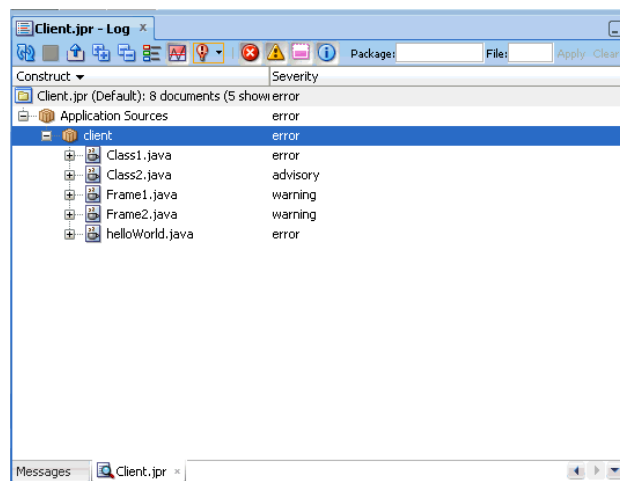 Client.jpr - Log
Package: File: Apply Clear
Construct Severity
Client.jpr (Default): 8 documents (5 show error
Application Sources error
client error
Class1.java error
Class2.java advisory
Frame1.java warning
Frame2.java warning
helloWorld.java error
Messages Client.jpr